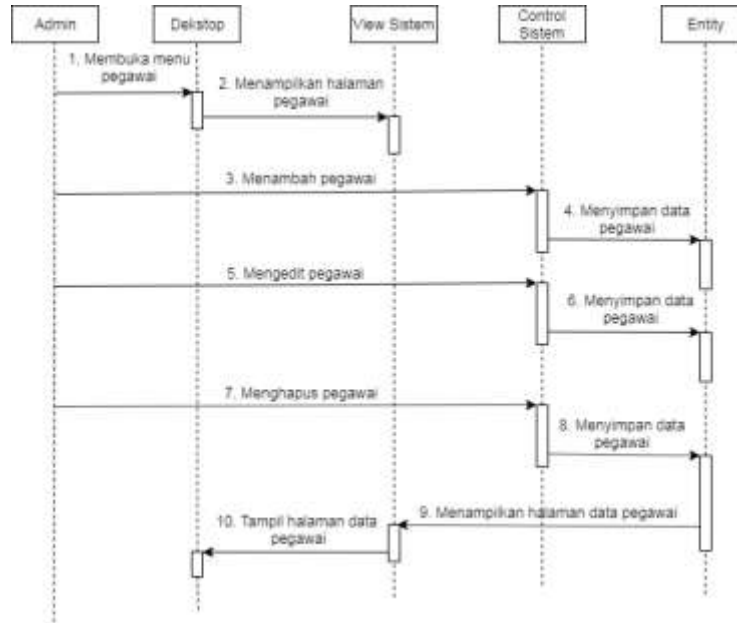 Admin
Dekstop
View Sistem
Control
Sistem
Entity
1. Membuka menu
pegawai
2. Menampilkan halaman
pegawai
3. Menambah pegawai
4. Menyimpan data
pegawai
5. Mengedit pegawai
6. Menyimpan data
pegawai
7. Menghapus pegawai
8. Menyimpan data
pegawai
9. Menampilkan halaman data pegawai
10. Tampil halaman data
pegawai